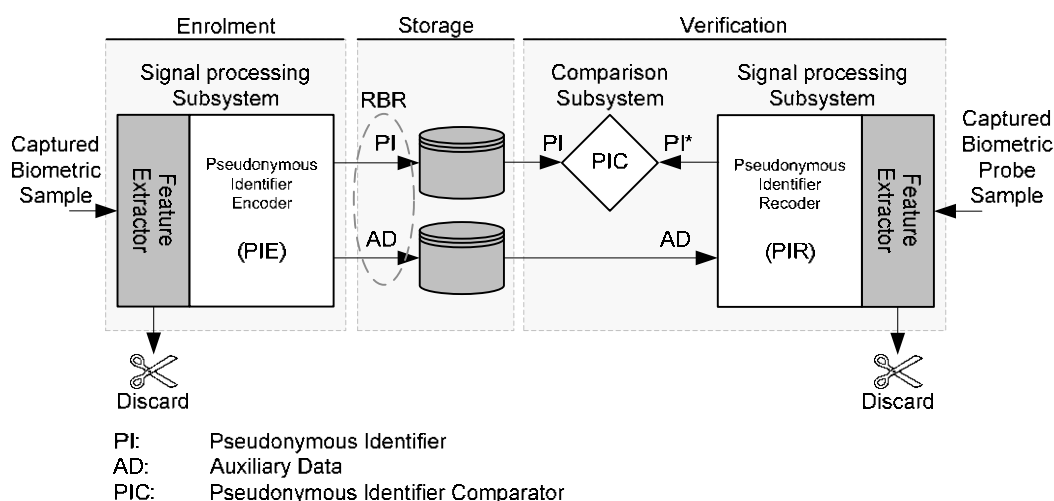 Enrolment
Storage
Verification
Signal processing
Subsystem
Comparison
Subsystem
Signal processing
Subsystem
RBR
Captured
Biometric
Sample
Feature
Extractor
Pseudonymous
Identifier
Encoder
(PIE)
PI
AD
PI
PIC
PI*
AD
Pseudonymous
Identifier
Recoder
(PIR)
Feature
Extractor
Captured
Biometric
Probe
Sample
Discard
Discard
PI: Pseudonymous Identifier
AD: Auxiliary Data
PIC: Pseudonymous Identifier Comparator